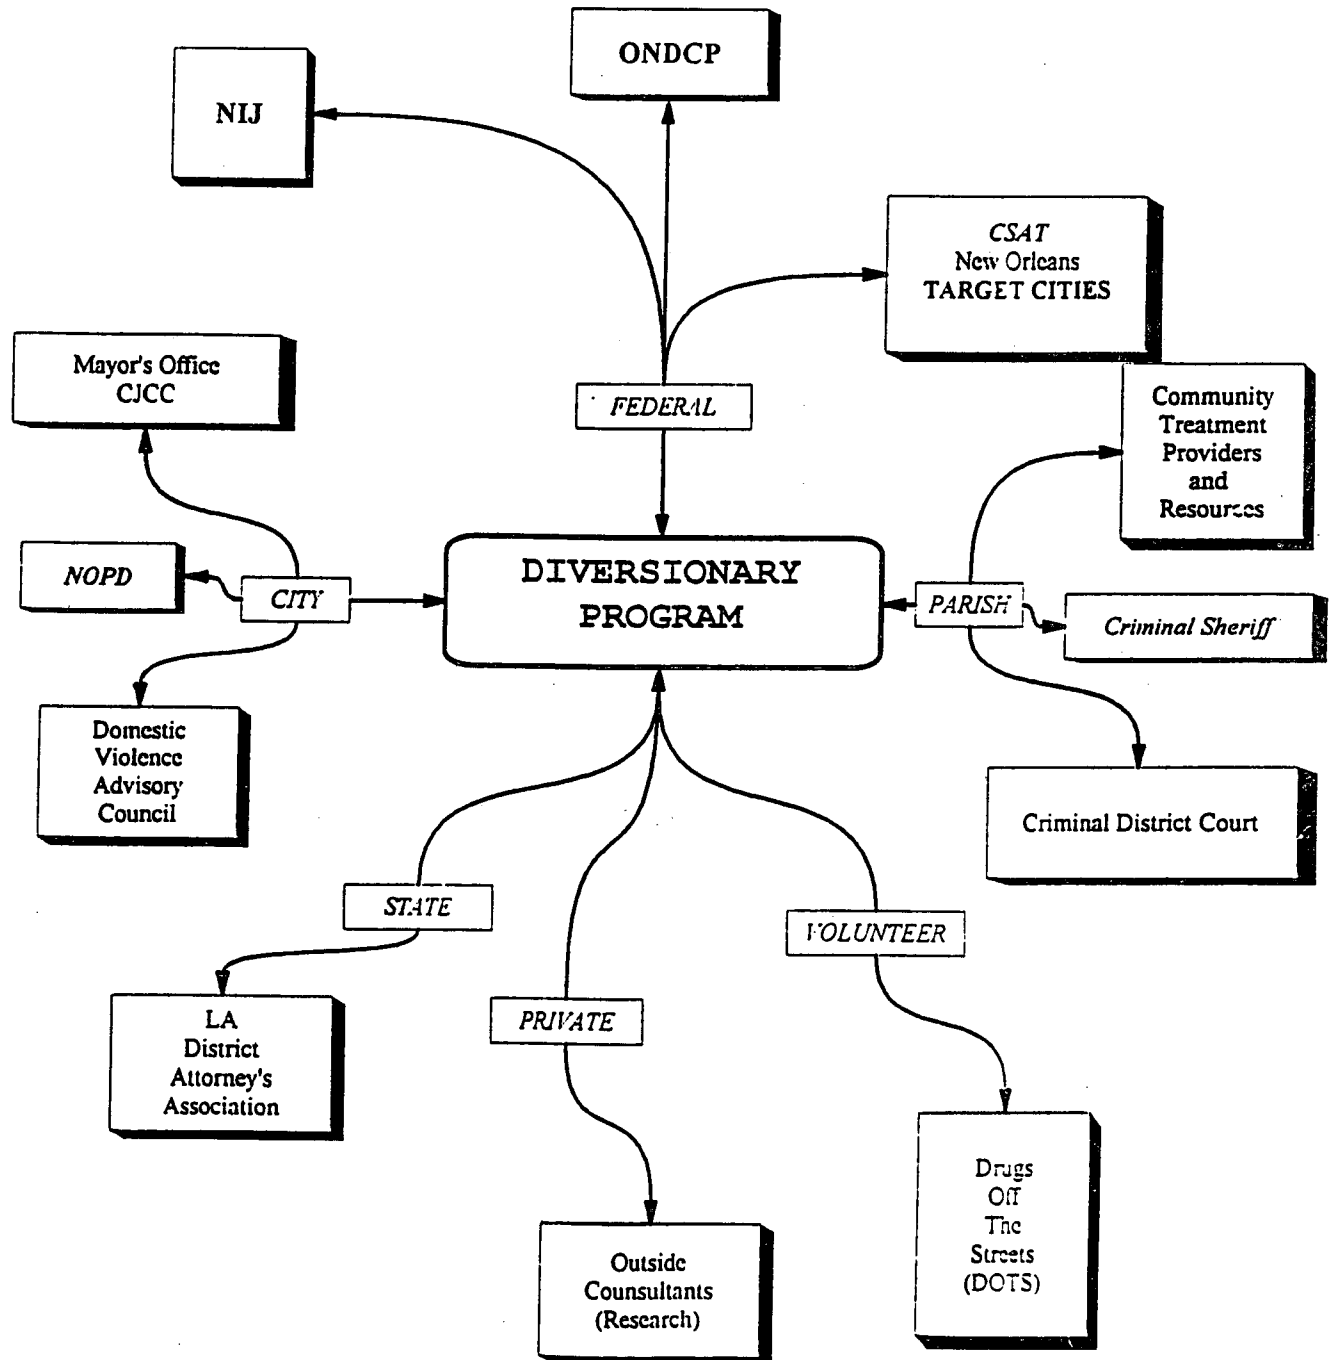 ONDCP
NIJ
CSAT
New Orleans
TARGET CITIES
Mayor's Office
CJCC
FEDERAL
Community
Treatment
Providers
and
Resources
NOPD
CITY
DIVERSIONARY
PROGRAM
PARISH
Criminal Sheriff
Domestic
Violence
Advisory
Council
Criminal District Court
STATE
VOLUNTEER
LA
District
Attorney's
Association
PRIVATE
Drugs
Off
The
Streets
(DOTS)
Outside
Counsultants
(Research)